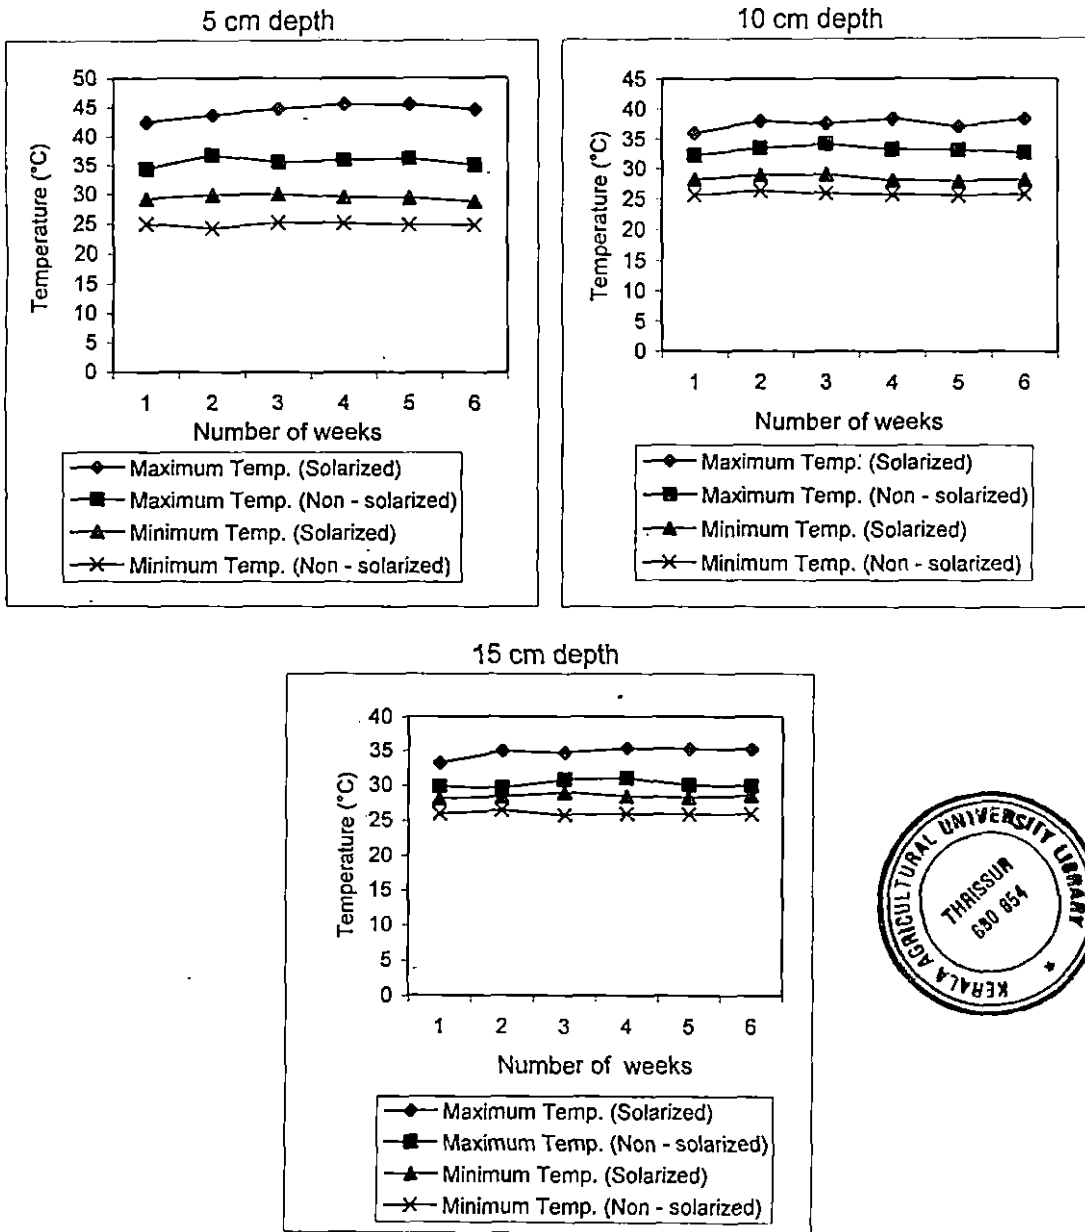 5 cm depth
Temperature (°C)
50
45
40
35
30
25
20
15
10
5
0
1 2 3 4 5 6
Number of weeks
Maximum Temp. (Solarized)
Maximum Temp. (Non - solarized)
Minimum Temp. (Solarized)
Minimum Temp. (Non - solarized)
10 cm depth
Temperature (°C)
45
40
35
30
25
20
15
10
5
0
1 2 3 4 5 6
Number of weeks
Maximum Temp. (Solarized)
Maximum Temp. (Non - solarized)
Minimum Temp. (Solarized)
Minimum Temp. (Non - solarized)
15 cm depth
Temperature (°C)
40
35
30
25
20
15
10
5
0
1 2 3 4 5 6
Number of weeks
Maximum Temp. (Solarized)
Maximum Temp. (Non - solarized)
Minimum Temp. (Solarized)
Minimum Temp. (Non - solarized)
KERALA AGRICULTURAL UNIVERSITY LIBRARY
THRISSUR
680 654